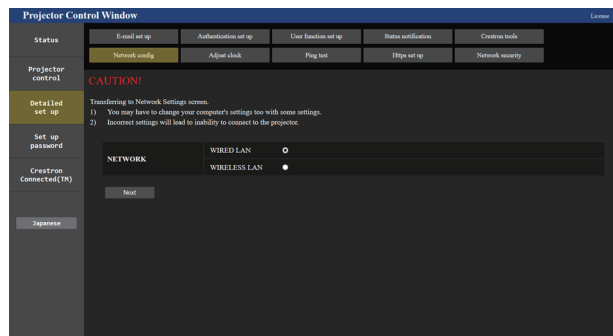 Projector Control Window
License
Status
Projector
control
Detailed
set up
Set up
password
Crestron
Connected(TM)
Japanese
E-mail set up
Authentication set up
User function set up
Status notification
Crestron tools
Network config
Adjust clock
Ping test
Https set up
Network security
CAUTION!
Transferring to Network Settings screen.
1) You may have to change your computer's settings too with some settings.
2) Incorrect settings will lead to inability to connect to the projector.
NETWORK
WIRED LAN
WIRELESS LAN
Next